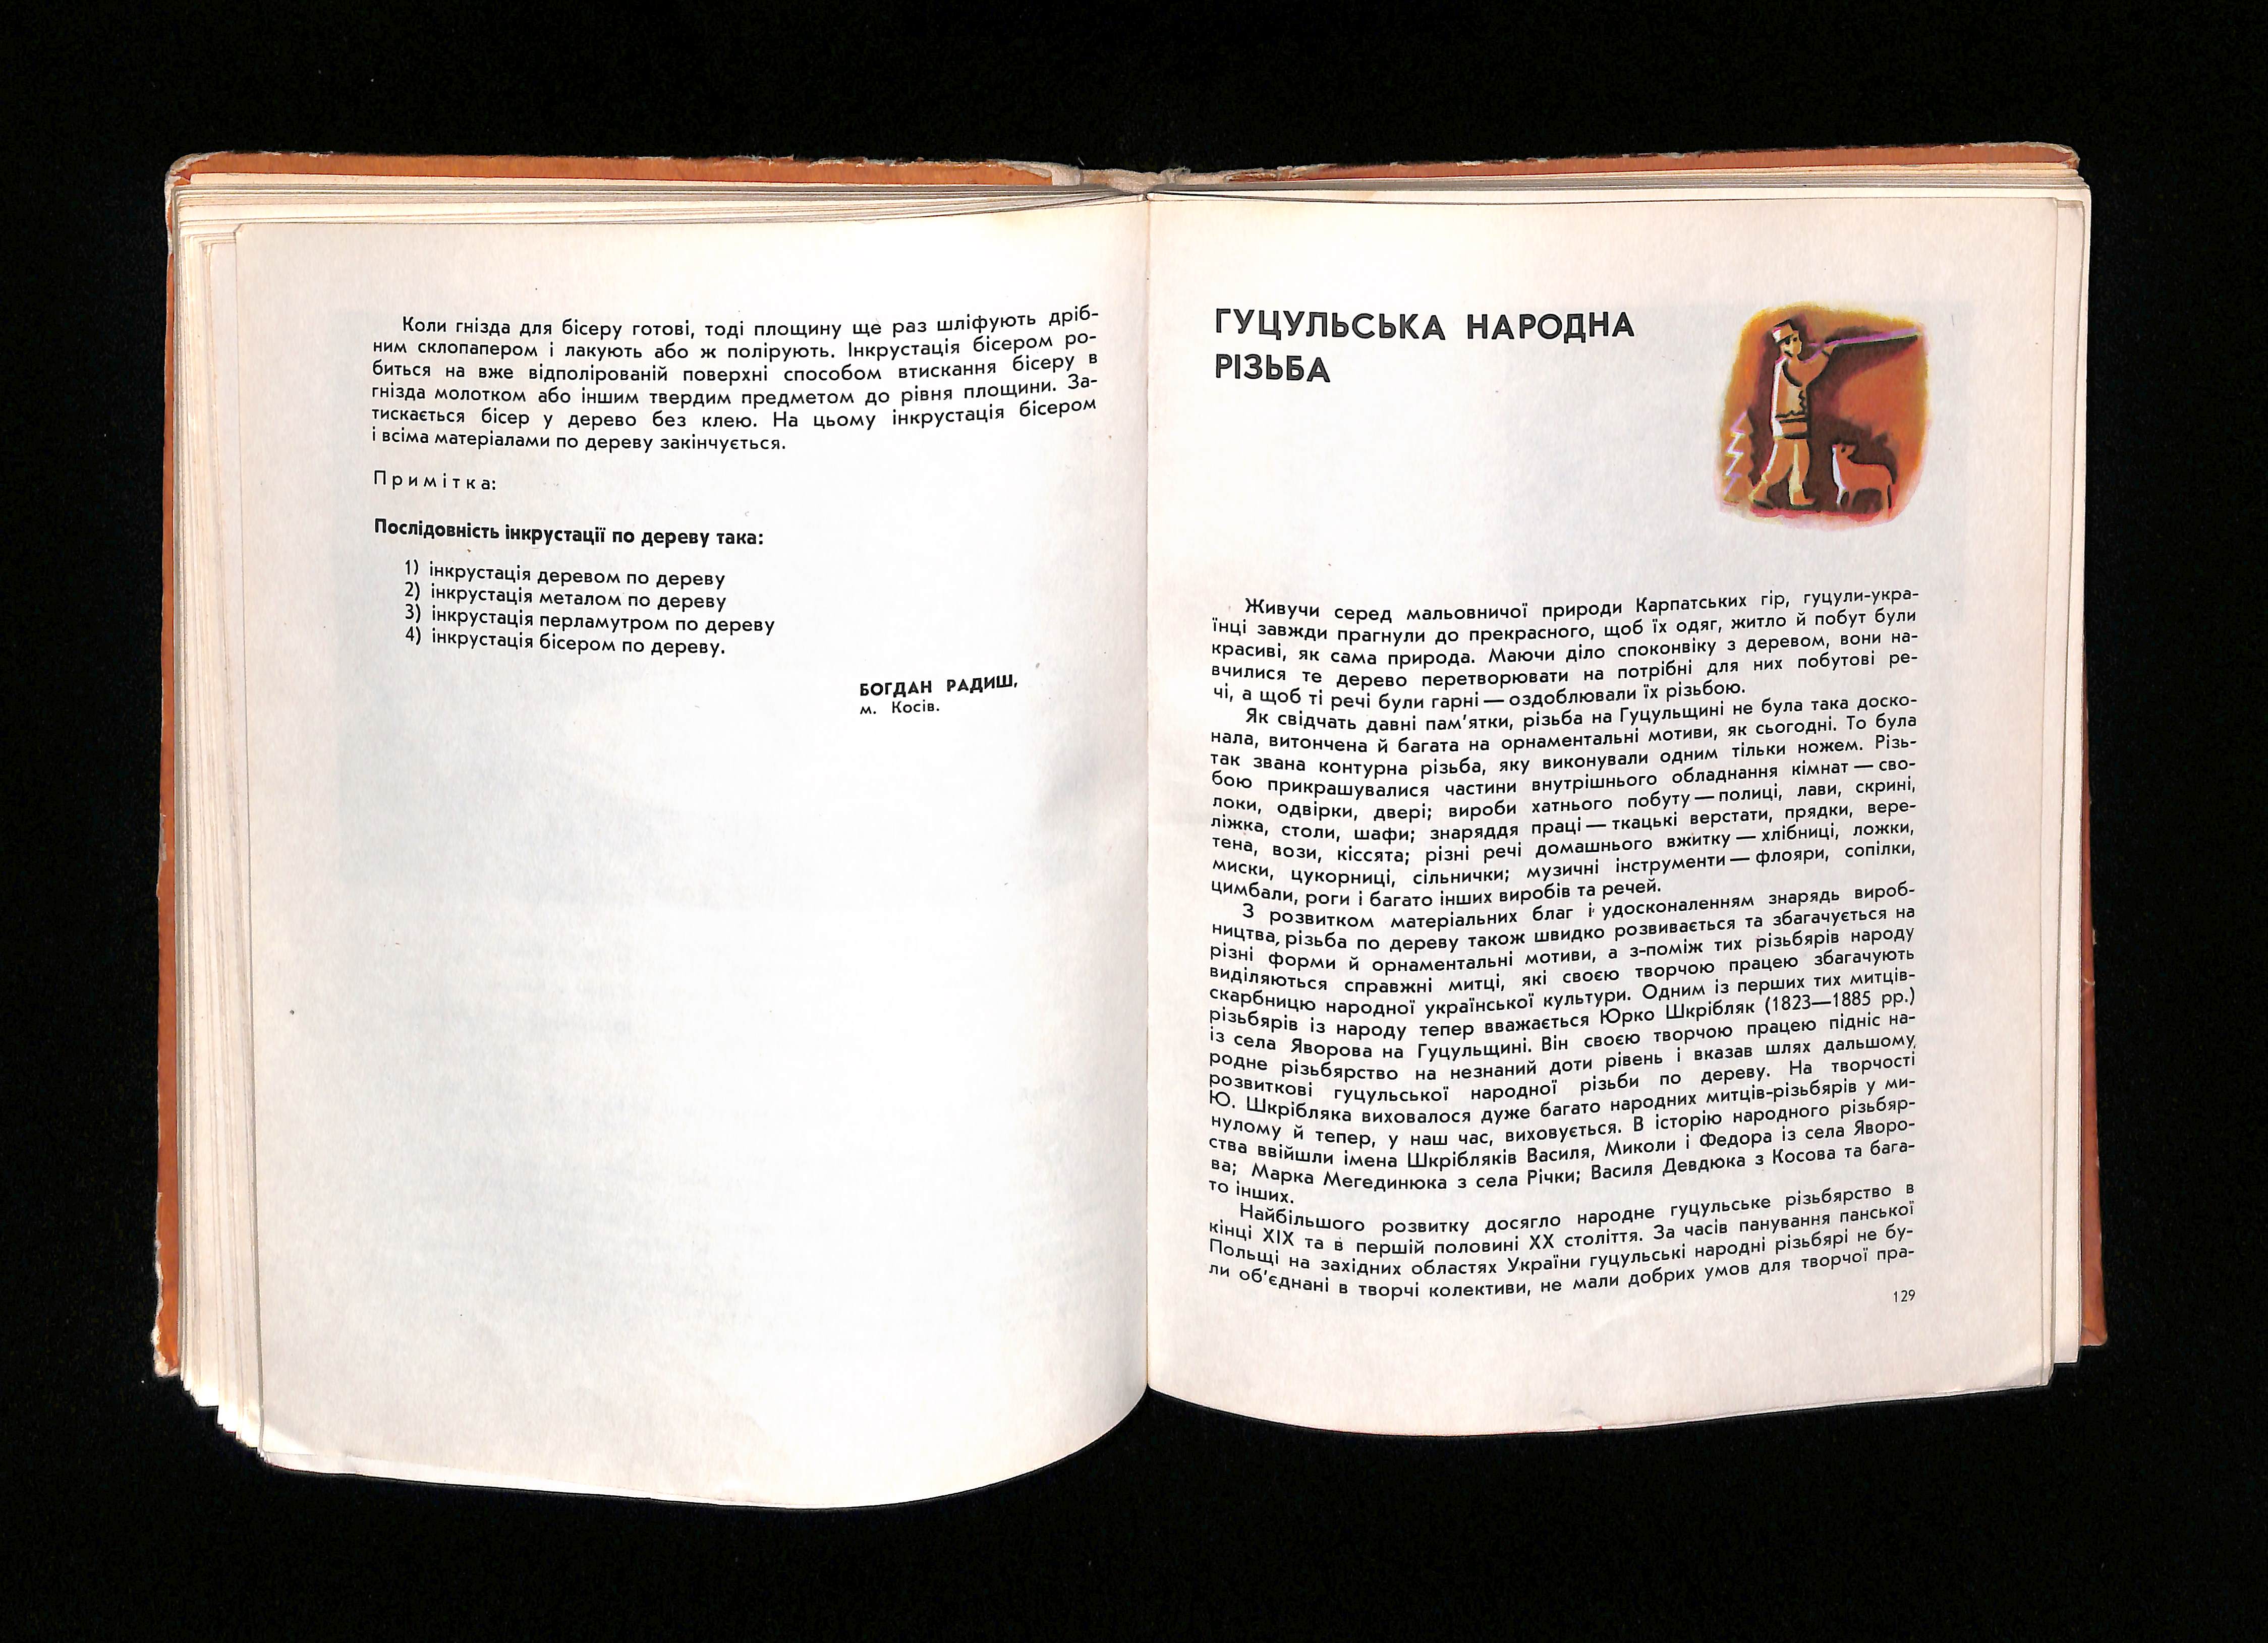 Коли гнізда для бісеру готові, тоді площину ще раз шліфують дріб-
ним склопапером і лакують або ж полірують. Інкрустація бісером ро-
биться на вже відполірованій поверхні способом втискання бісеру в
гнізда молотком або іншим твердим предметом до рівня площини. За-
тискається бісер у дерево без клею. На цьому інкрустація бісером
і всіма матеріалами по дереву закінчується.
Примітка:
Послідовність інкрустації по дереву така:
1) інкрустація деревом по дереву
2) інкрустація металом по дереву
3) інкрустація перламутром по дереву
4) інкрустація бісером по дереву.
БОГДАН РАДИШ,
м. Косів.
ГУЦУЛЬСЬКА НАРОДНА
РІЗЬБА
Живучи серед мальовничої природи Карпатських гір, гуцули-укра-
їнці завжди прагнули до прекрасного, щоб їх одяг, житло й побут були
красиві, як сама природа. Маючи діло споконвіку з деревом, вони на-
вчилися те дерево перетворювати на потрібні для них побутові ре-
чі, а щоб ті речі були гарні — оздоблювали їх різьбою.
Як свідчать давні пам'ятки, різьба на Гуцульщині не була така доско-
нала, витончена й багата на орнаментальні мотиви, як сьогодні. То була
так звана контурна різьба, яку виконували одним тільки ножем. Різь-
бою прикрашувалися частини внутрішнього обладнання кімнат — сво-
локи, одвірки, двері; вироби хатнього побуту — полиці, лави, скрині,
ліжка, столи, шафи; знаряддя праці — ткацькі верстати, прядки, вере-
тена, вози, кіссята; різні речі домашнього вжитку — хлібниці, ложки,
миски, цукорниці, сільнички; музичні інструменти — флояри, сопілки,
цимбали, роги і багато інших виробів та речей.
З розвитком матеріальних благ і удосконаленням знарядь вироб-
ництва, різьба по дереву також швидко розвивається та збагачується на
різні форми й орнаментальні мотиви, а з-поміж тих різьбярів народу
виділяються справжні митці, які своєю творчою працею збагачують
скарбницю народної української культури. Одним із перших тих митців-
різьбярів із народу тепер вважається Юрко Шкрібляк (1823—1885 рр.)
із села Яворова на Гуцульщині. Він своєю творчою працею підніс на-
родне різьбярство на незнаний доти рівень і вказав шлях дальшому
розвиткові гуцульської народної різьби по дереву. На творчості
Ю. Шкрібляка виховалося дуже багато народних митців-різьбярів у ми-
нулому й тепер, у наш час, виховується. В історію народного різьбяр-
ства ввійшли імена Шкрібляків Василя, Миколи і Федора із села Яворо-
ва; Марка Мегединюка з села Річки; Василя Девдюка з Косова та бага-
то інших.
Найбільшого розвитку досягло народне гуцульське різьбярство в
кінці XIX та в першій половині XX століття. За часів панування панської
Польщі на західних областях України гуцульські народні різьбярі не бу-
ли об'єднані в творчі колективи, не мали добрих умов для творчої пра-
129